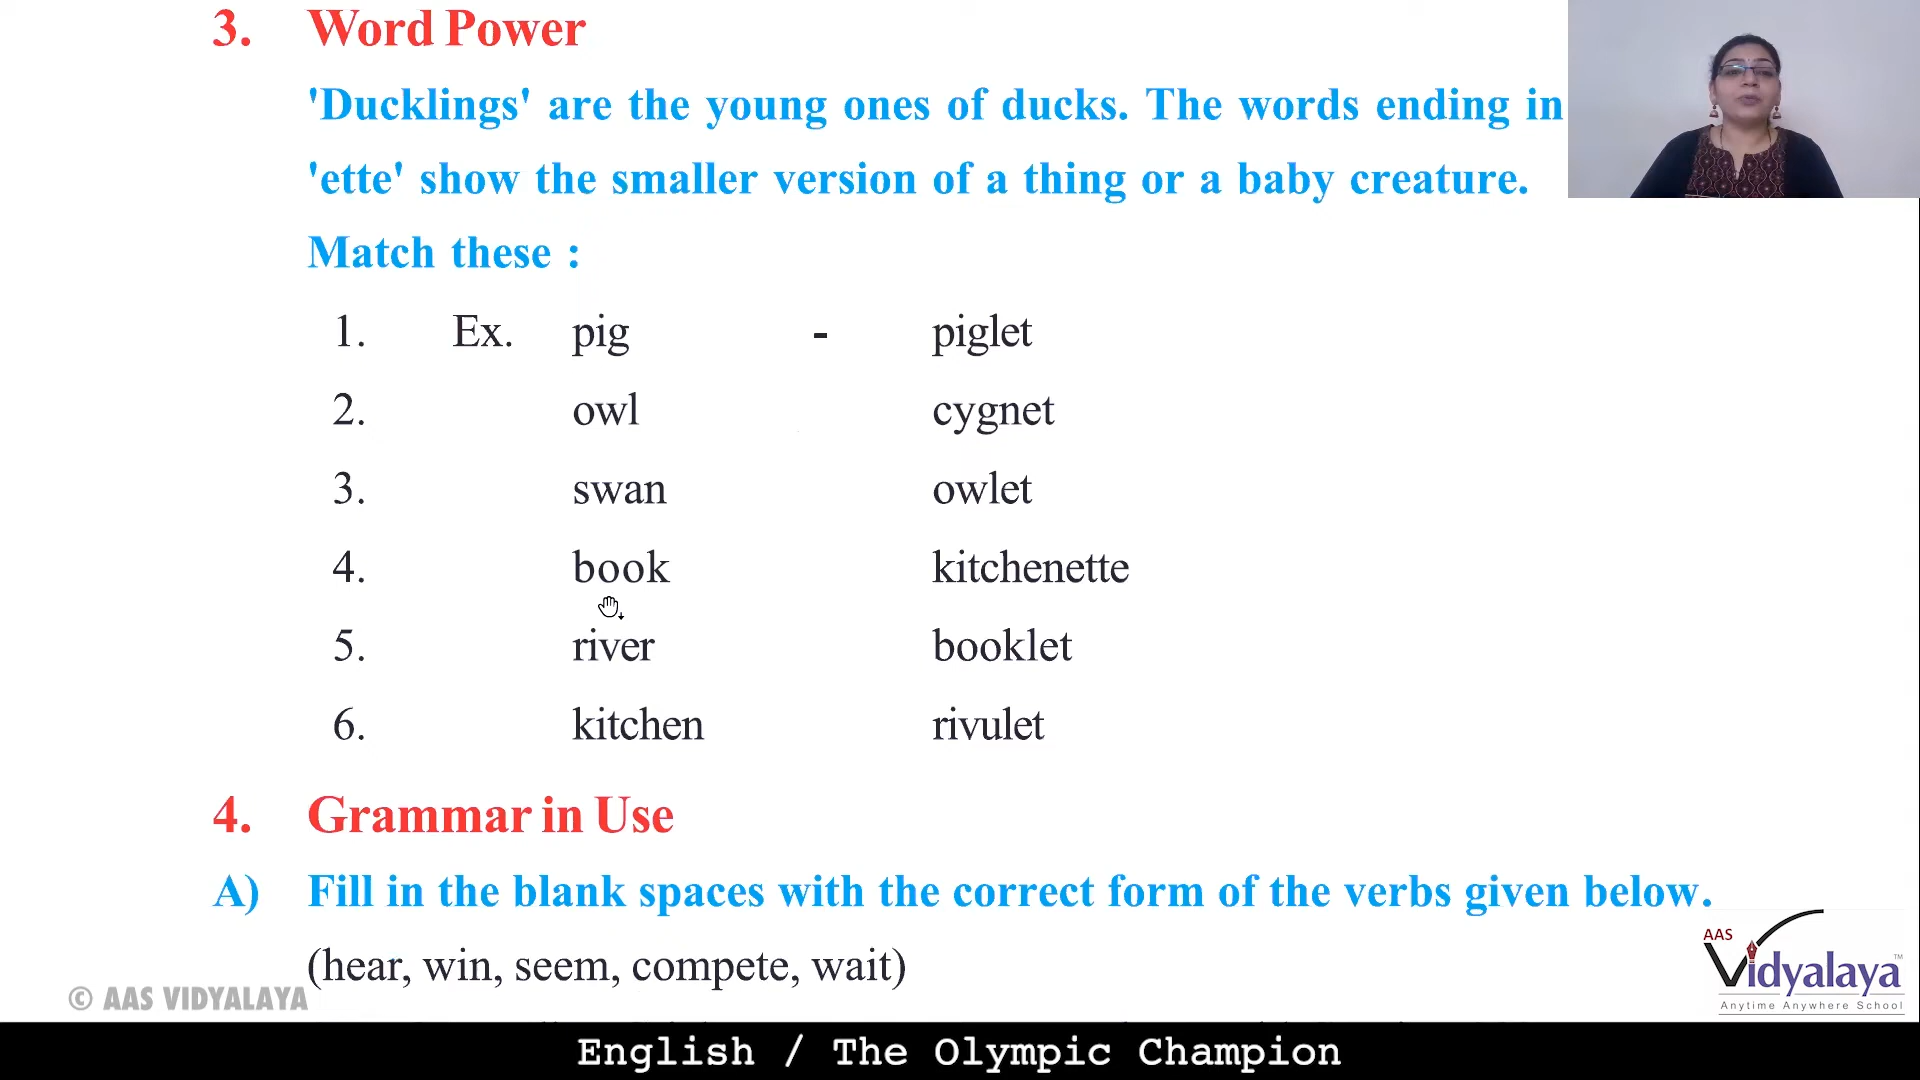 3. Word Power
'Ducklings' are the young ones of ducks. The words ending in
'ette' show the smaller version of a thing or a baby creature.
Match these :
1. Ex. pig - piglet
2. owl cygnet
3. swan owlet
4. book kitchenette
5. river booklet
6. kitchen rivulet
4. Grammar in Use
A) Fill in the blank spaces with the correct form of the verbs given below.
(hear, win, seem, compete, wait)
AAS
Vidyalaya TM
Anytime Anywhere School
© AAS VIDYALAYA
English / The Olympic Champion